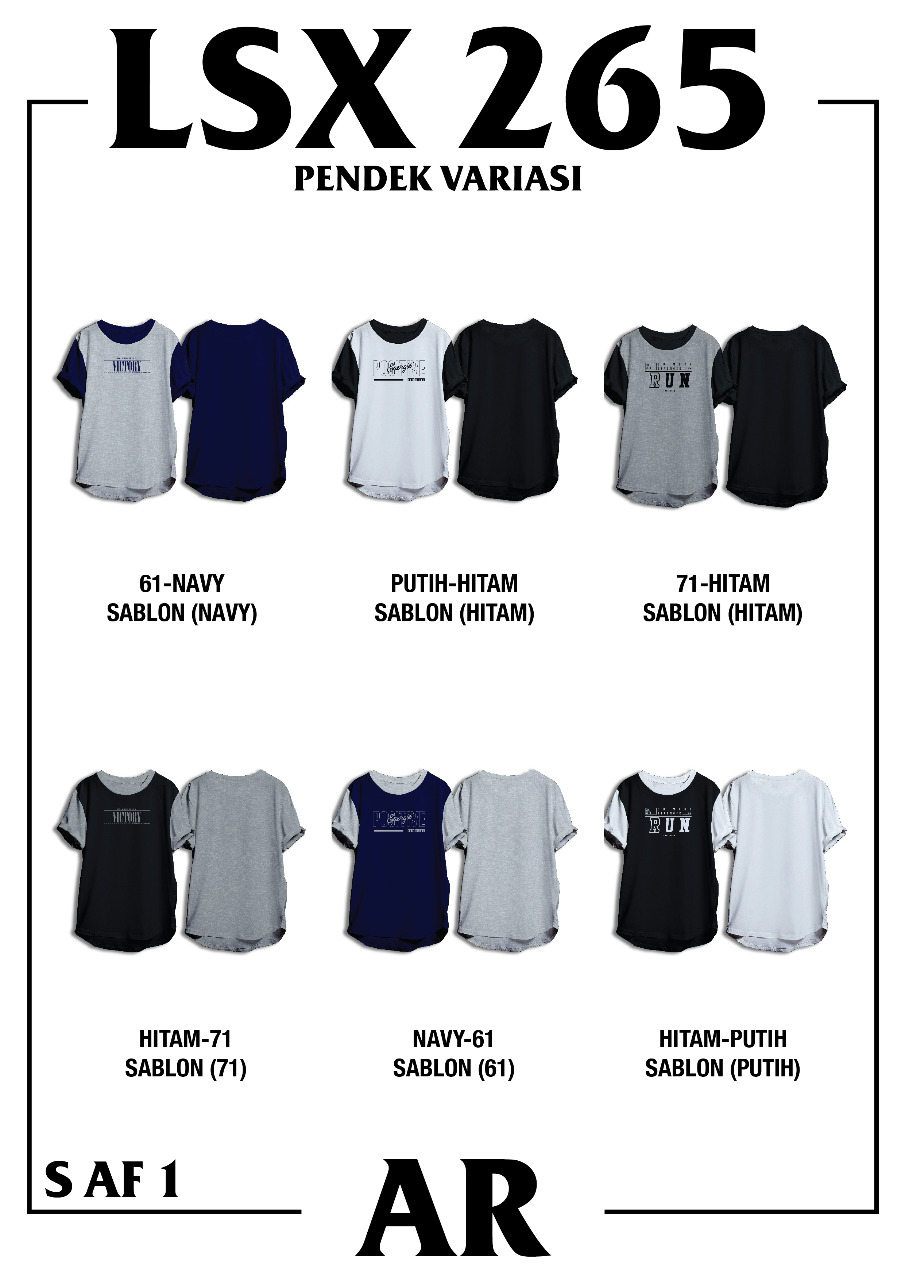 LSX 265
PENDEK VARIASI
VICTORY
RUN
61-NAVY
SABLON (NAVY)
PUTIH-HITAM
SABLON (HITAM)
71-HITAM
SABLON (HITAM)
VICTORY
RUN
HITAM-71
SABLON (71)
NAVY-61
SABLON (61)
HITAM-PUTIH
SABLON (PUTIH)
S AF 1
AR